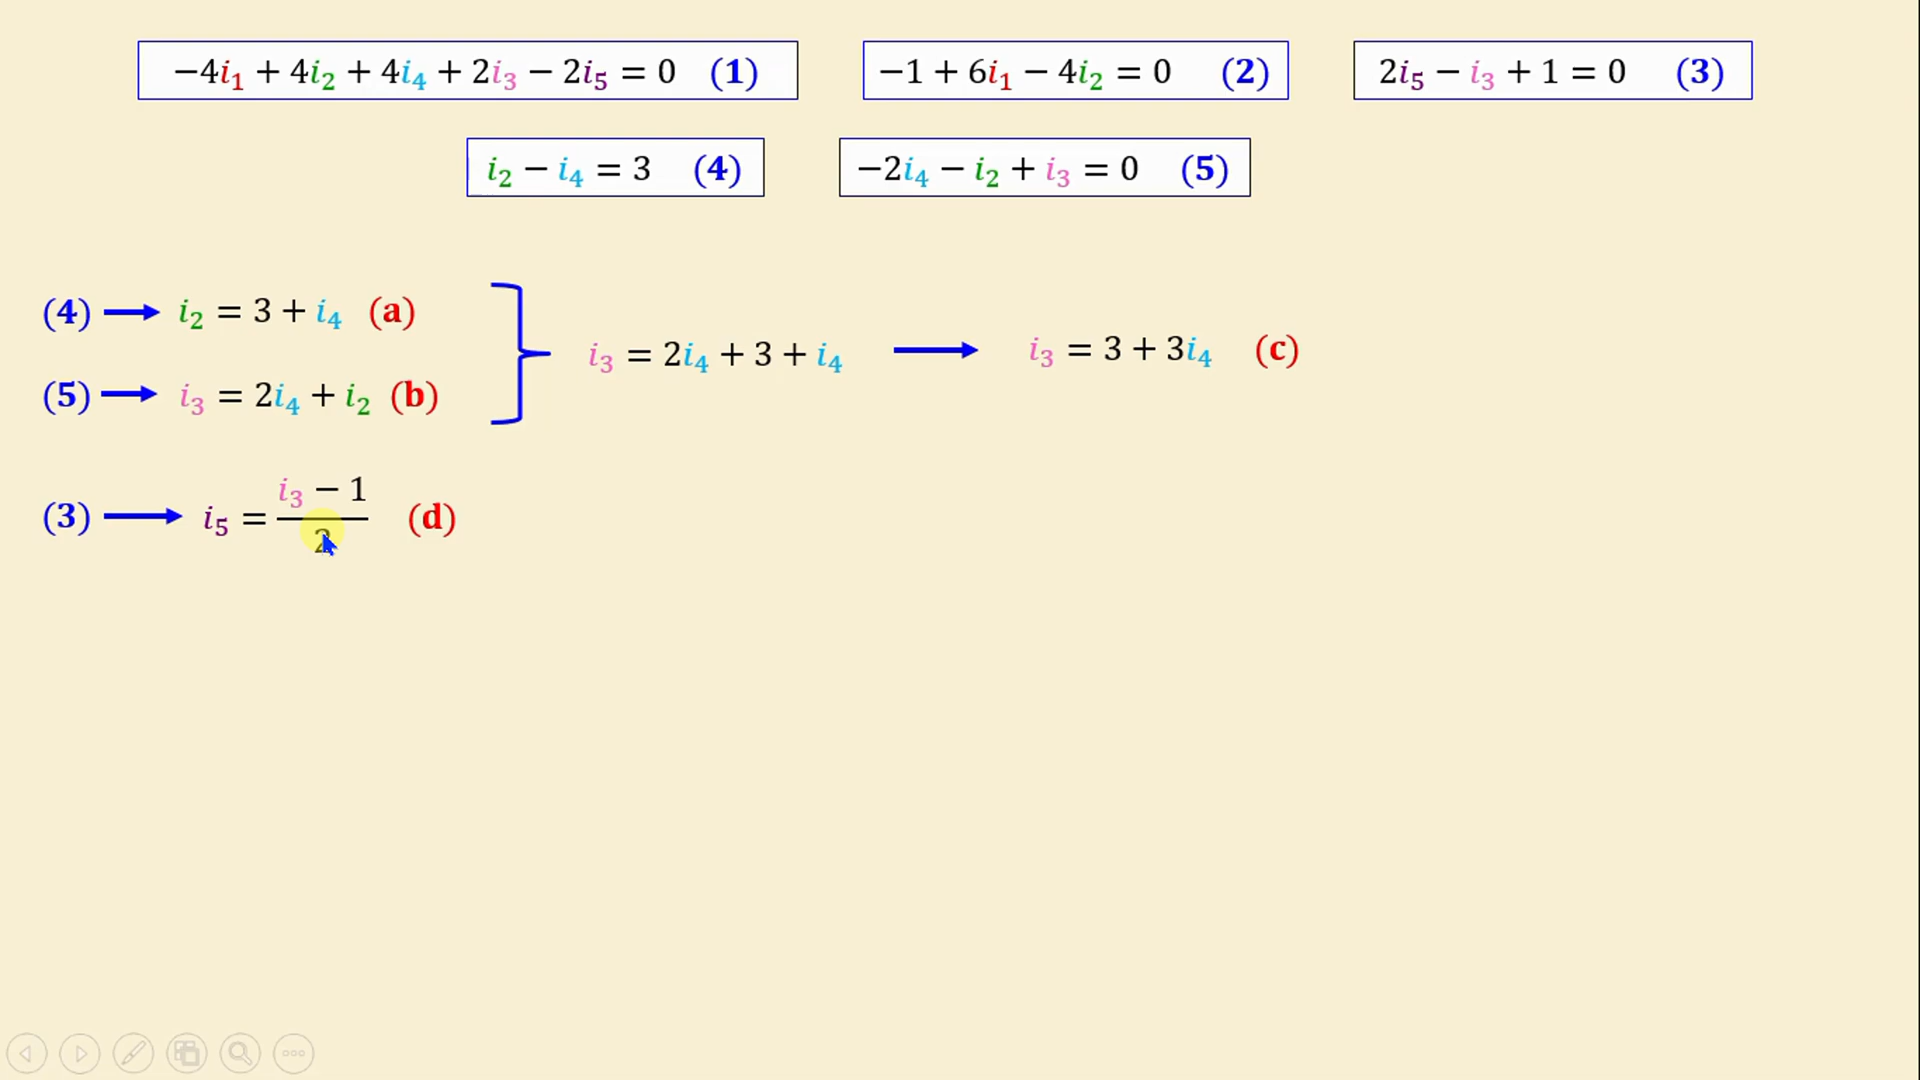 −4i₁ + 4i₂ + 4i₄ + 2i₃ − 2i₅ = 0 (1)
−1 + 6i₁ − 4i₂ = 0 (2)
2i₅ − i₃ + 1 = 0 (3)
i₂ − i₄ = 3 (4)
−2i₄ − i₂ + i₃ = 0 (5)
(4) → i₂ = 3 + i₄ (a)
(5) → i₃ = 2i₄ + i₂ (b)
i₃ = 2i₄ + 3 + i₄ → i₃ = 3 + 3i₄ (c)
(3) → i₅ = (i₃ − 1)/2 (d)